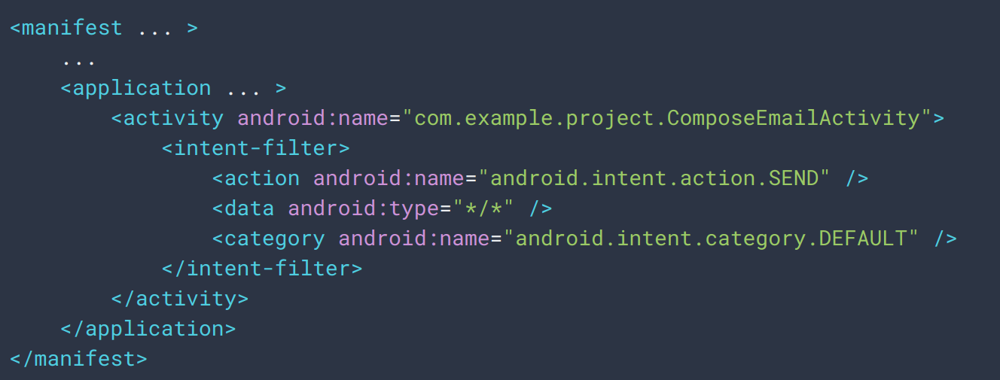 <manifest ... >
    ...
    <application ... >
        <activity android:name="com.example.project.ComposeEmailActivity">
            <intent-filter>
                <action android:name="android.intent.action.SEND" />
                <data android:type="*/*" />
                <category android:name="android.intent.category.DEFAULT" />
            </intent-filter>
        </activity>
    </application>
</manifest>